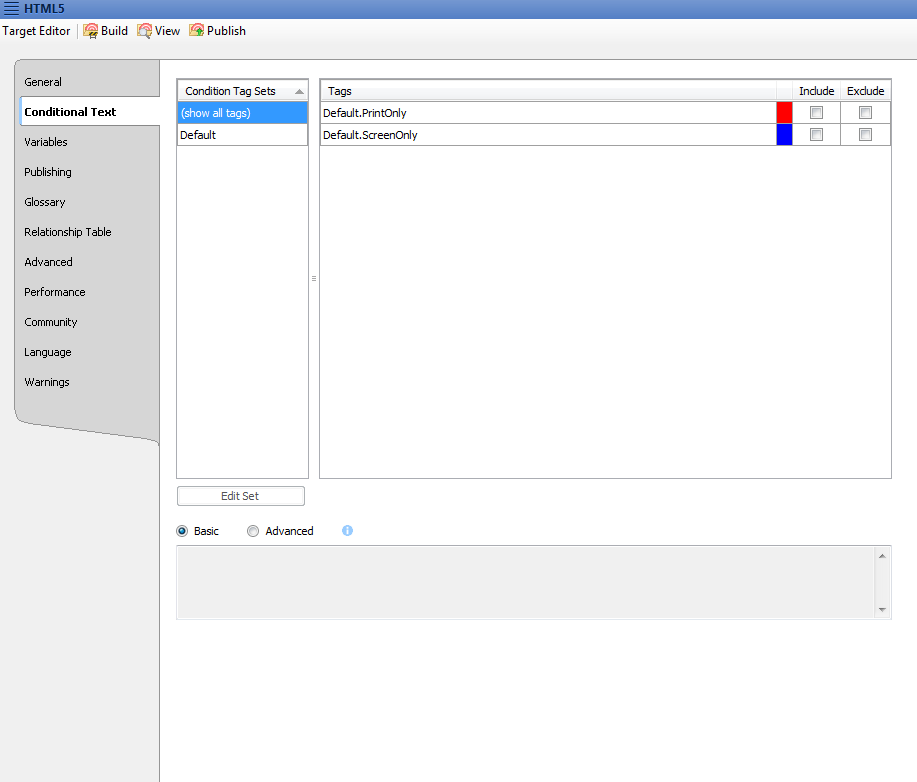 HTML5
Target Editor Build View Publish
General
Conditional Text
Variables
Publishing
Glossary
Relationship Table
Advanced
Performance
Community
Language
Warnings
Condition Tag Sets
(show all tags)
Default
Tags Include Exclude
Default.PrintOnly
Default.ScreenOnly
Edit Set
Basic Advanced